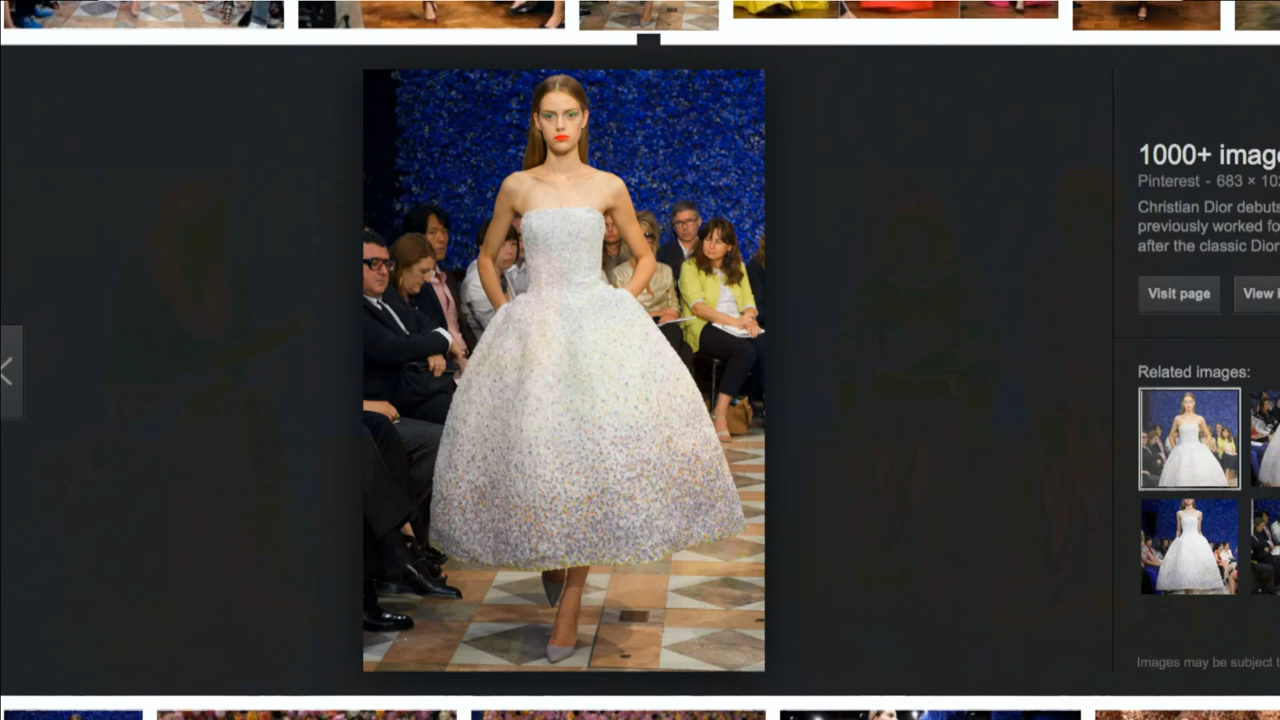 1000+ imag
Pinterest - 683 × 10
Christian Dior debuts
previously worked fo
after the classic Dior
Visit page
View
Related images:
Images may be subject t